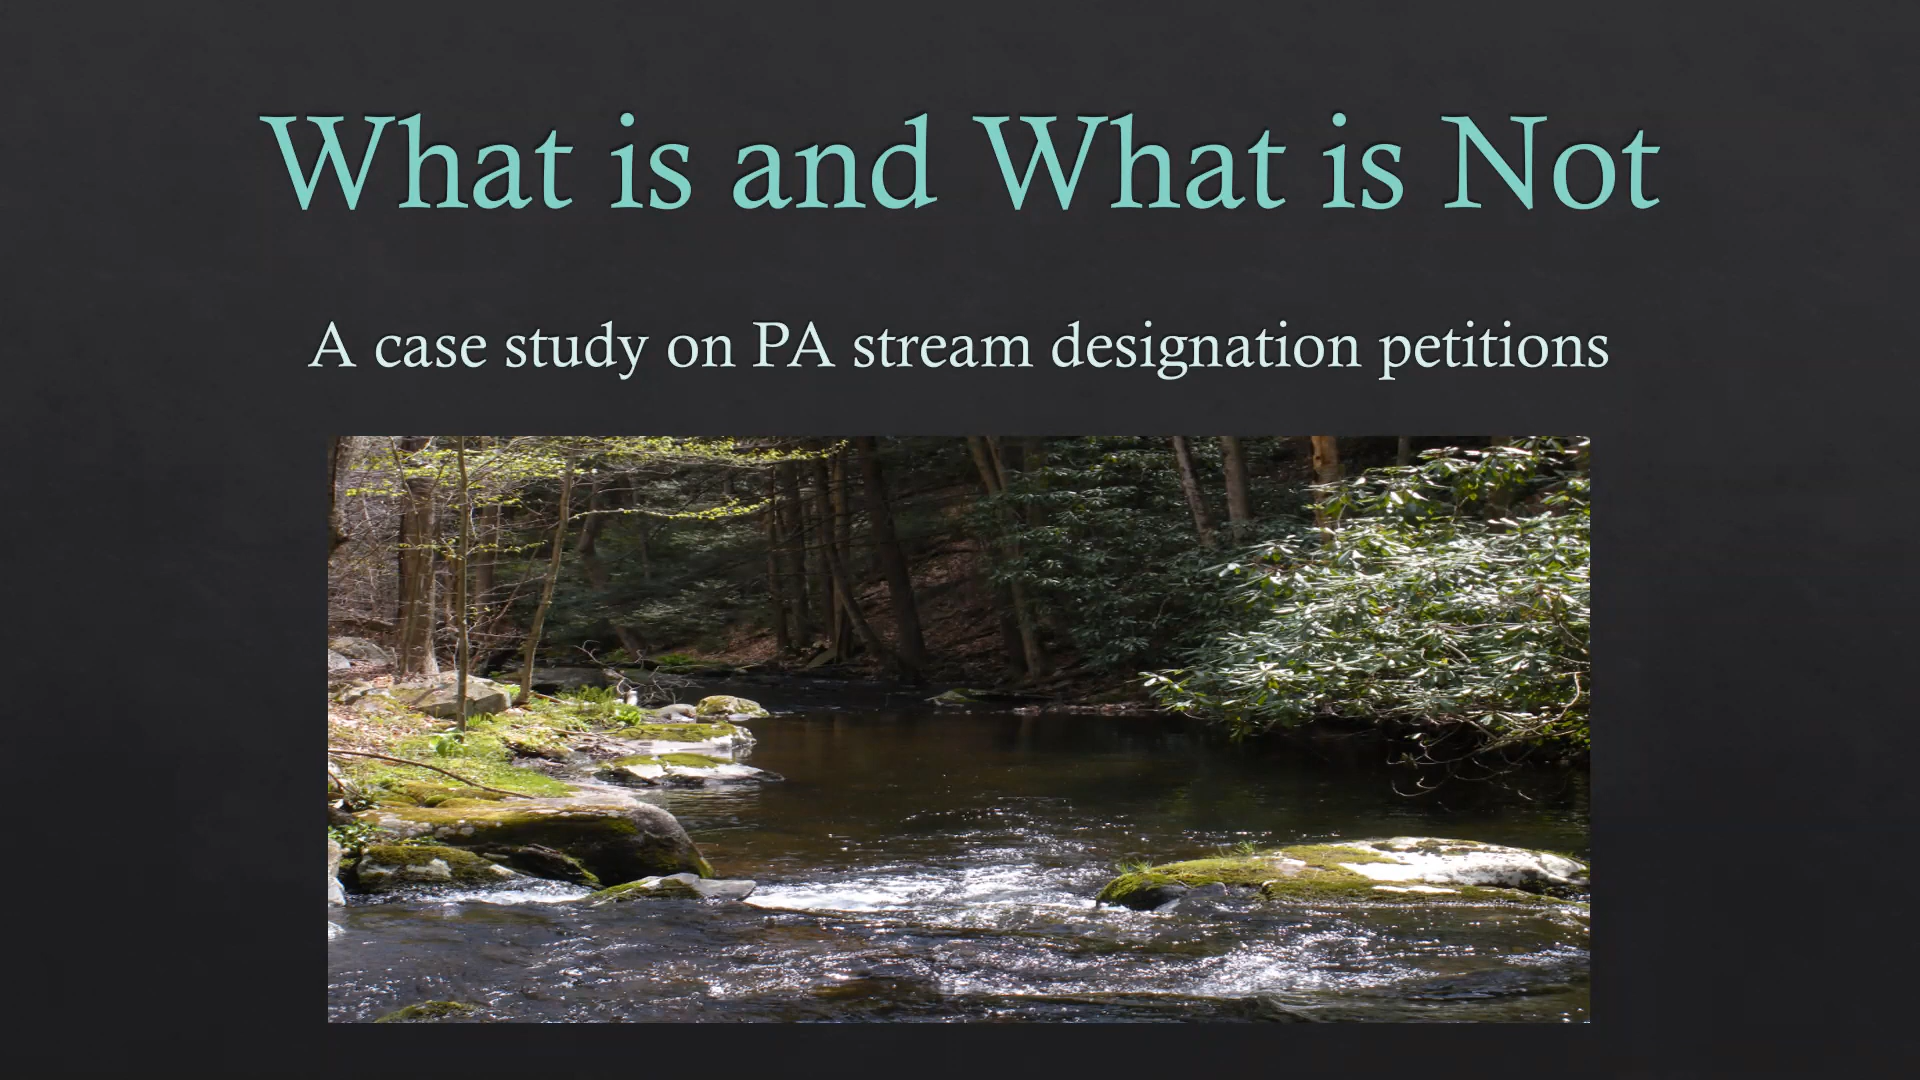 What is and What is Not
A case study on PA stream designation petitions